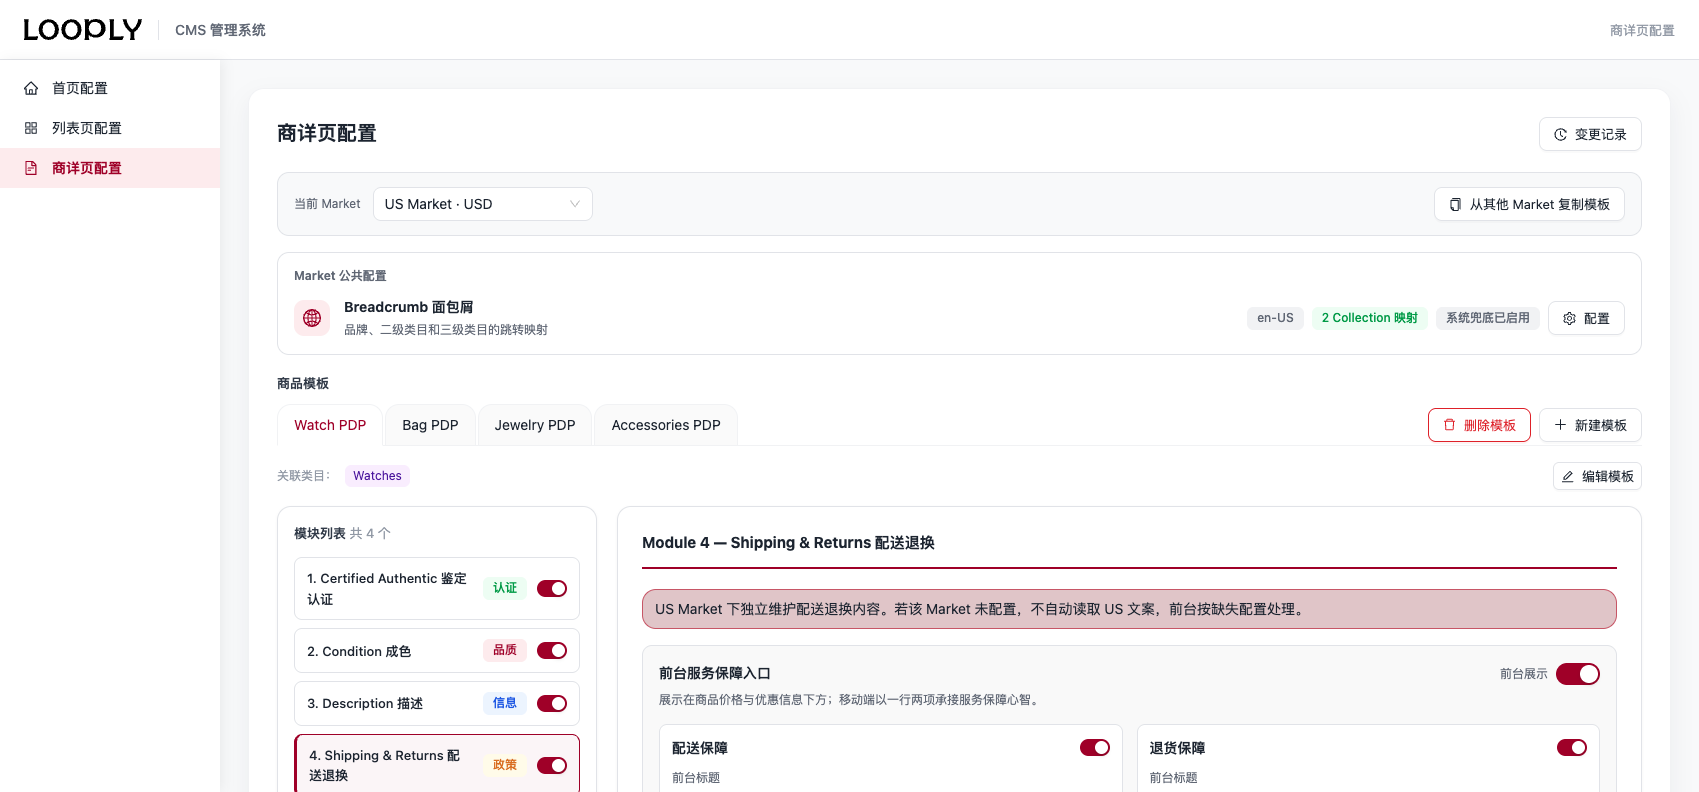 LOOPLY
CMS 管理系统
商详页配置
首页配置
列表页配置
商详页配置
商详页配置
变更记录
当前 Market
US Market · USD
从其他 Market 复制模板
Market 公共配置
Breadcrumb 面包屑
品牌、二级类目和三级类目的跳转映射
en-US
2 Collection 映射
系统兜底已启用
配置
商品模板
Watch PDP
Bag PDP
Jewelry PDP
Accessories PDP
删除模板
新建模板
关联类目：
Watches
编辑模板
模块列表 共 4 个
1. Certified Authentic 鉴定
认证
认证
2. Condition 成色
品质
3. Description 描述
信息
4. Shipping & Returns 配
送退换
政策
Module 4 — Shipping & Returns 配送退换
US Market 下独立维护配送退换内容。若该 Market 未配置，不自动读取 US 文案，前台按缺失配置处理。
前台服务保障入口
前台展示
展示在商品价格与优惠信息下方；移动端以一行两项承接服务保障心智。
配送保障
前台标题
退货保障
前台标题